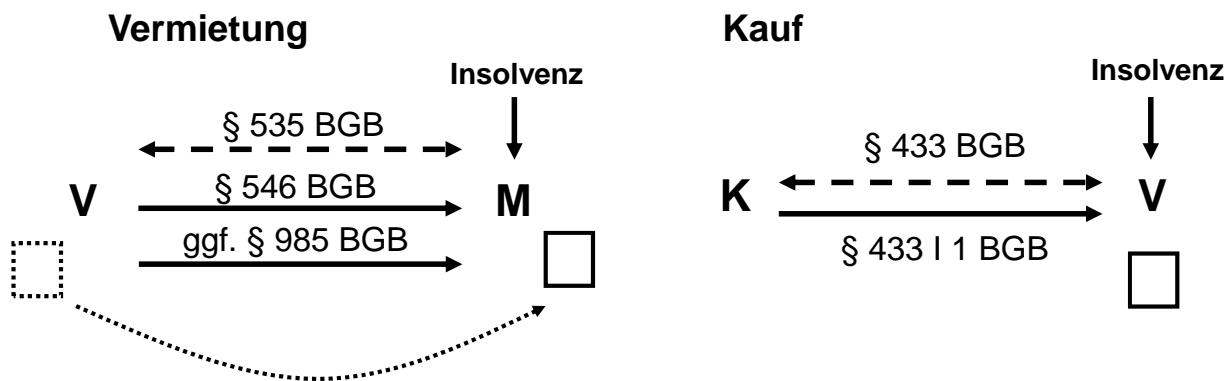 Vermietung
Insolvenz
§ 535 BGB
V
§ 546 BGB
M
ggf. § 985 BGB
Kauf
Insolvenz
§ 433 BGB
K
V
§ 433 I 1 BGB